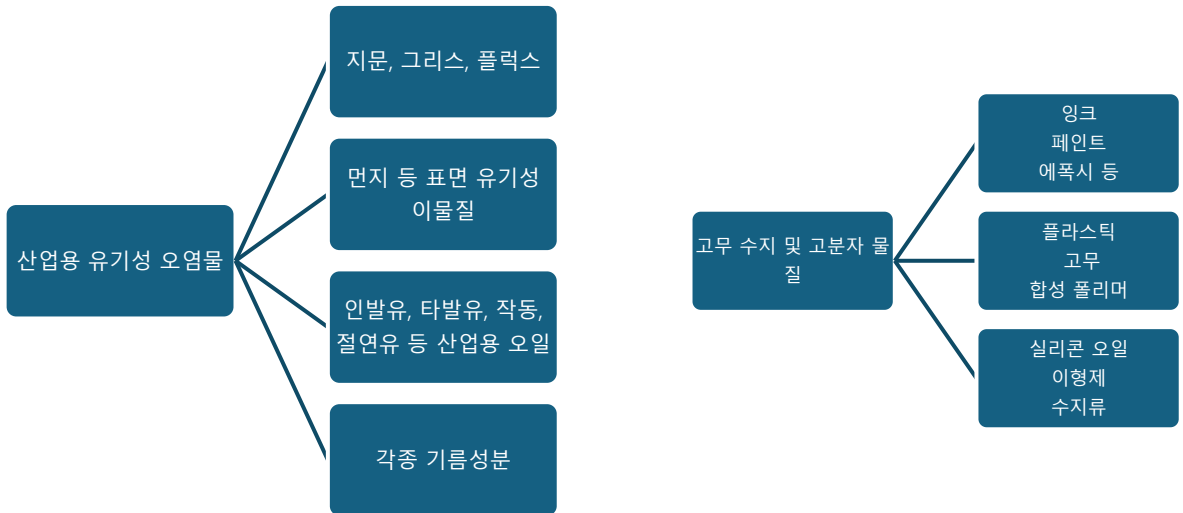 산업용 유기성 오염물
지문, 그리스, 플럭스
먼지 등 표면 유기성
이물질
인발유, 타발유, 작동,
절연유 등 산업용 오일
각종 기름성분
고무 수지 및 고분자 물
질
잉크
페인트
에폭시 등
플라스틱
고무
합성 폴리머
실리콘 오일
이형제
수지류